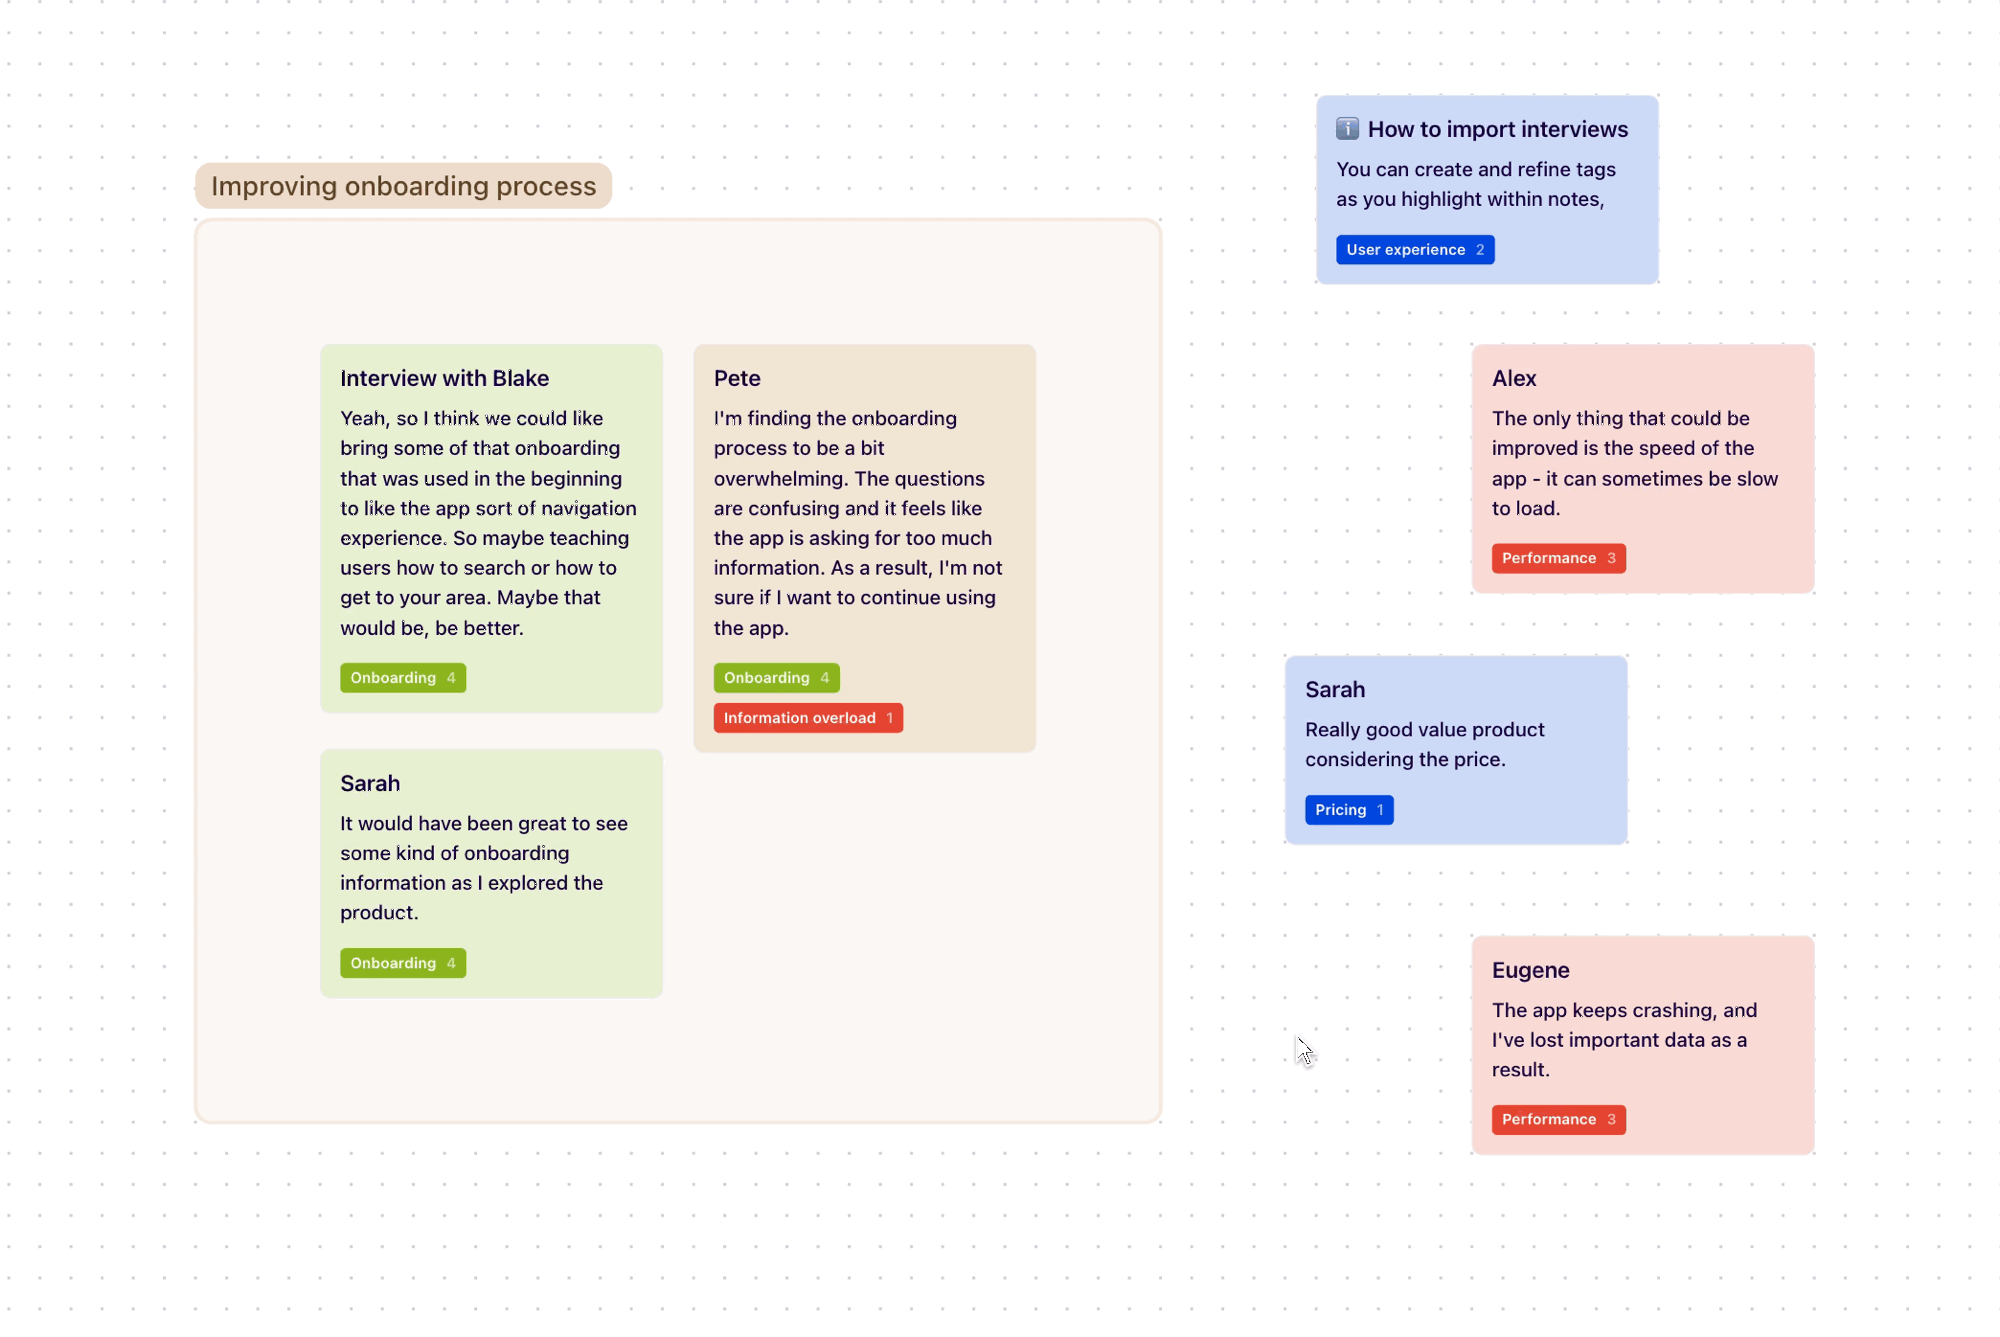 Improving onboarding process
Interview with Blake
Yeah, so I think we could like
bring some of that onboarding
that was used in the beginning
to like the app sort of navigation
experience. So maybe teaching
users how to search or how to
get to your area. Maybe that
would be, be better.
Onboarding 4
Pete
I'm finding the onboarding
process to be a bit
overwhelming. The questions
are confusing and it feels like
the app is asking for too much
information. As a result, I'm not
sure if I want to continue using
the app.
Onboarding 4
Information overload 1
Sarah
It would have been great to see
some kind of onboarding
information as I explored the
product.
Onboarding 4
How to import interviews
You can create and refine tags
as you highlight within notes,
User experience 2
Alex
The only thing that could be
improved is the speed of the
app - it can sometimes be slow
to load.
Performance 3
Sarah
Really good value product
considering the price.
Pricing 1
Eugene
The app keeps crashing, and
I've lost important data as a
result.
Performance 3